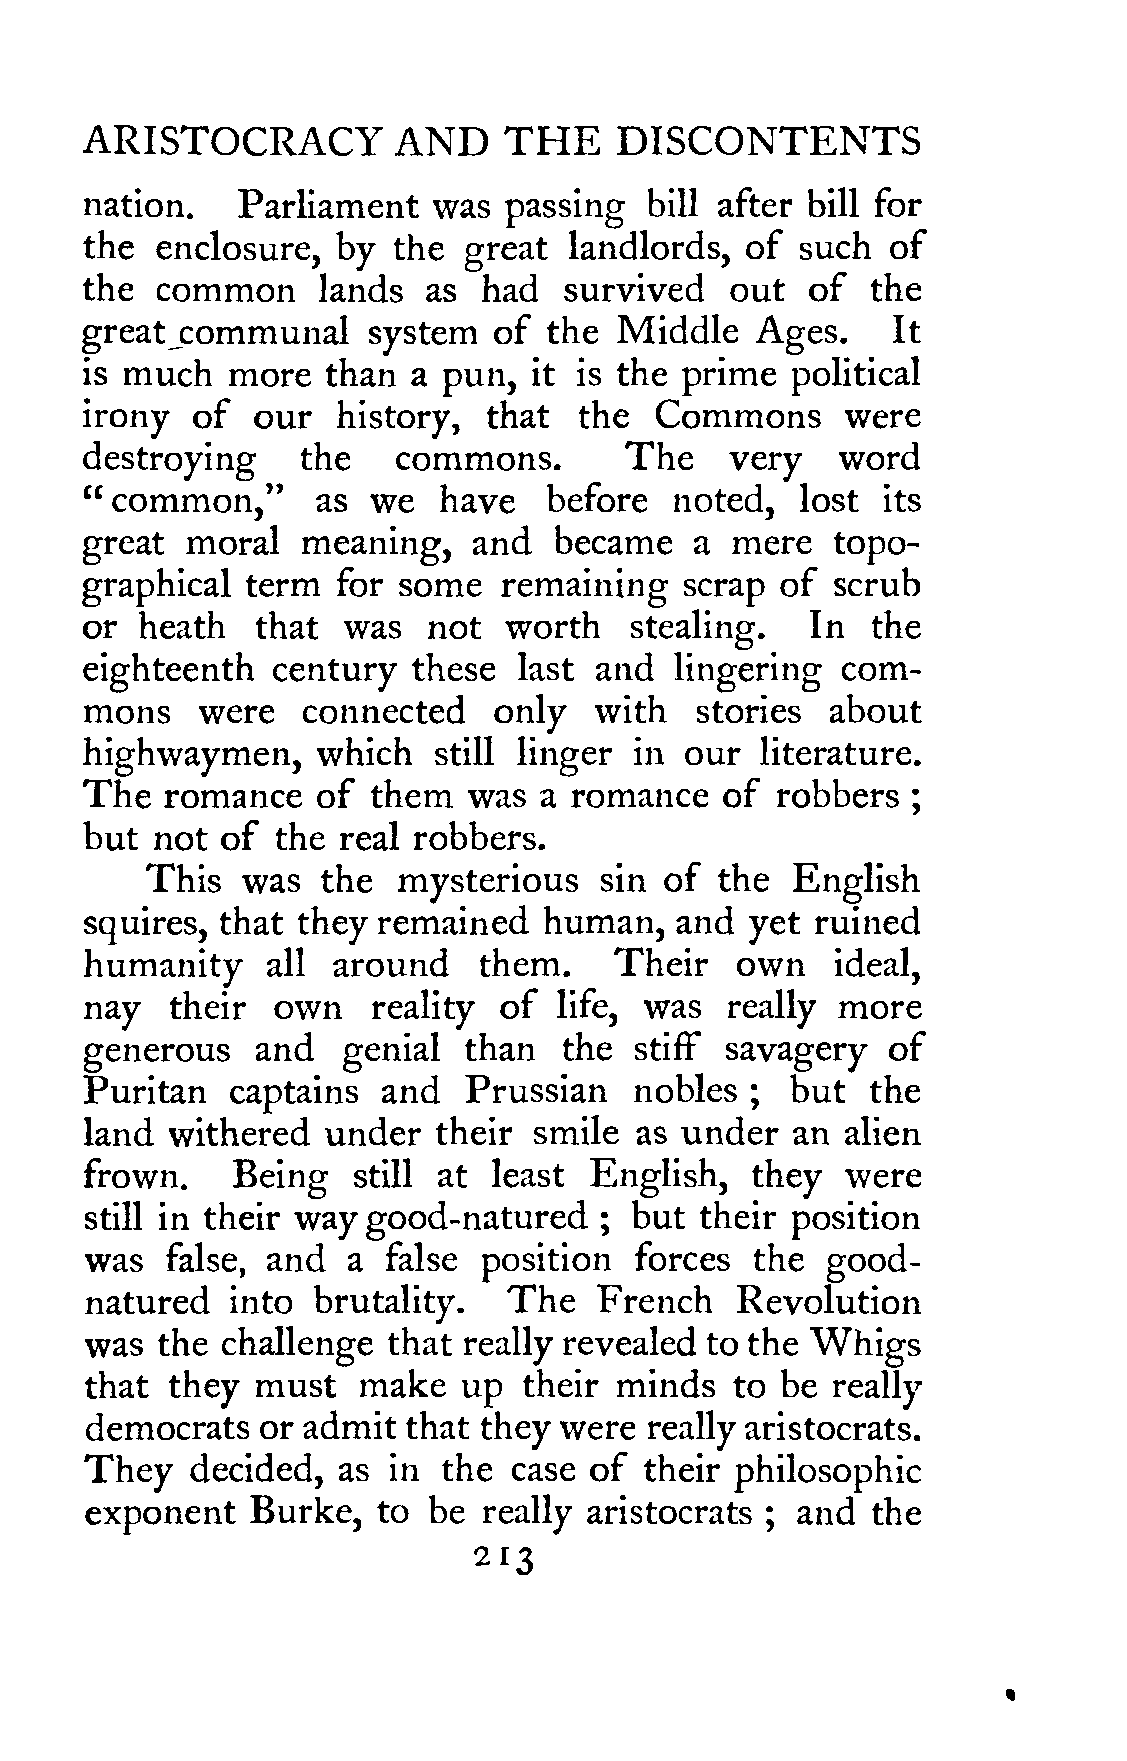 ARISTOCRACY AND THE DISCONTENTS
nation. Parliament was passing bill after bill for
the enclosure, by the great landlords, of such of
the common lands as had survived out of the
great communal system of the Middle Ages. It
is much more than a pun, it is the prime political
irony of our history, that the Commons were
destroying the commons. The very word
“common,” as we have before noted, lost its
great moral meaning, and became a mere topo-
graphical term for some remaining scrap of scrub
or heath that was not worth stealing. In the
eighteenth century these last and lingering com-
mons were connected only with stories about
highwaymen, which still linger in our literature.
The romance of them was a romance of robbers ;
but not of the real robbers.
This was the mysterious sin of the English
squires, that they remained human, and yet ruined
humanity all around them. Their own ideal,
nay their own reality of life, was really more
generous and genial than the stiff savagery of
Puritan captains and Prussian nobles ; but the
land withered under their smile as under an alien
frown. Being still at least English, they were
still in their way good-natured ; but their position
was false, and a false position forces the good-
natured into brutality. The French Revolution
was the challenge that really revealed to the Whigs
that they must make up their minds to be really
democrats or admit that they were really aristocrats.
They decided, as in the case of their philosophic
exponent Burke, to be really aristocrats ; and the
213